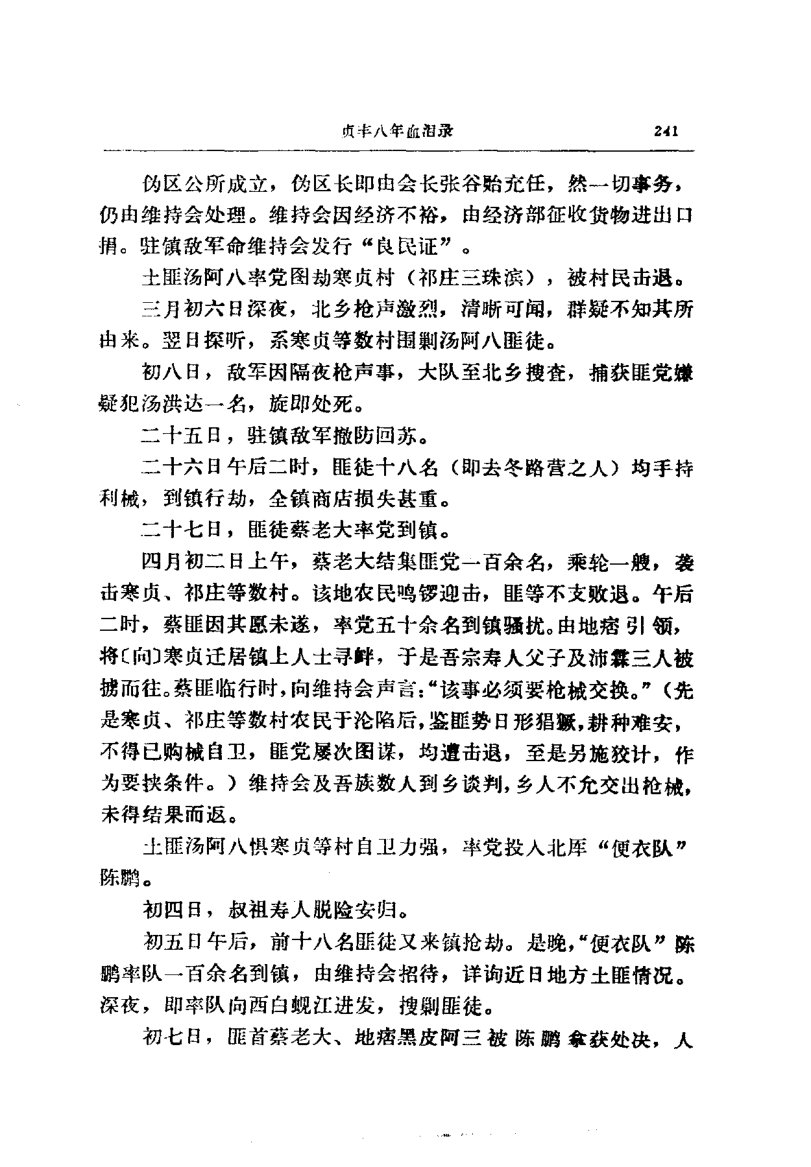 贞丰八年血泪录 241
伪区公所成立，伪区长即由会长张谷贻充任，然一切事务，
仍由维持会处理。维持会因经济不裕，由经济部征收货物进出口
捐。驻镇敌军命维持会发行“良民证”。
土匪汤阿八率党图劫寒贞村（祁庄三珠滨），被村民击退。
三月初六日深夜，北乡枪声激烈，清晰可闻，群疑不知其所
由来。翌日探听，系寒贞等数村围剿汤阿八匪徒。
初八日，敌军因隔夜枪声事，大队至北乡搜查，捕获匪党嫌
疑犯汤洪达一名，旋即处死。
二十五日，驻镇敌军撤防回苏。
二十六日午后二时，匪徒十八名（即去冬路营之人）均手持
利械，到镇行劫，全镇商店损失甚重。
二十七日，匪徒蔡老大率党到镇。
四月初二日上午，蔡老大结集匪党一百余名，乘轮一艘，袭
击寒贞、祁庄等数村。该地农民鸣锣迎击，匪等不支败退。午后
二时，蔡匪因其愿未遂，率党五十余名到镇骚扰。由地痞引领，
将〔向〕寒贞迁居镇上人士寻衅，于是吾宗寿人父子及沛霖三人被
掳而往。蔡匪临行时，向维持会声言：“该事必须要枪械交换。”（先
是寒贞、祁庄等数村农民于沦陷后，鉴匪势日形猖獗，耕种难安，
不得已购械自卫，匪党屡次图谋，均遭击退，至是另施狡计，作
为要挟条件。）维持会及吾族数人到乡谈判，乡人不允交出枪械，
未得结果而返。
土匪汤阿八惧寒贞等村自卫力强，率党投入北厍“便衣队”
陈鹏。
初四日，叔祖寿人脱险安归。
初五日午后，前十八名匪徒又来镇抢劫。是晚，“便衣队”陈
鹏率队一百余名到镇，由维持会招待，详询近日地方土匪情况。
深夜，即率队向西白蚬江进发，搜剿匪徒。
初七日，匪首蔡老大、地痞黑皮阿三被陈鹏拿获处决，人